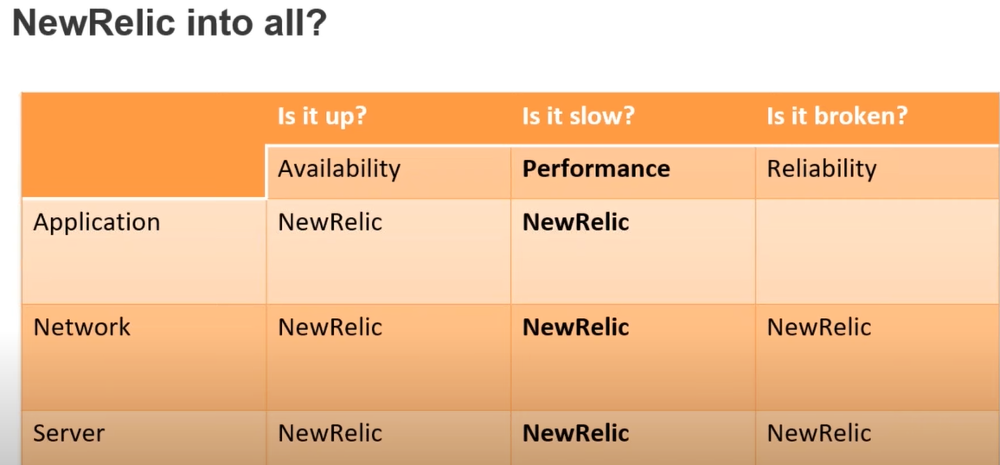 NewRelic into all?
Is it up? Is it slow? Is it broken?
Availability Performance Reliability
Application NewRelic NewRelic
Network NewRelic NewRelic NewRelic
Server NewRelic NewRelic NewRelic